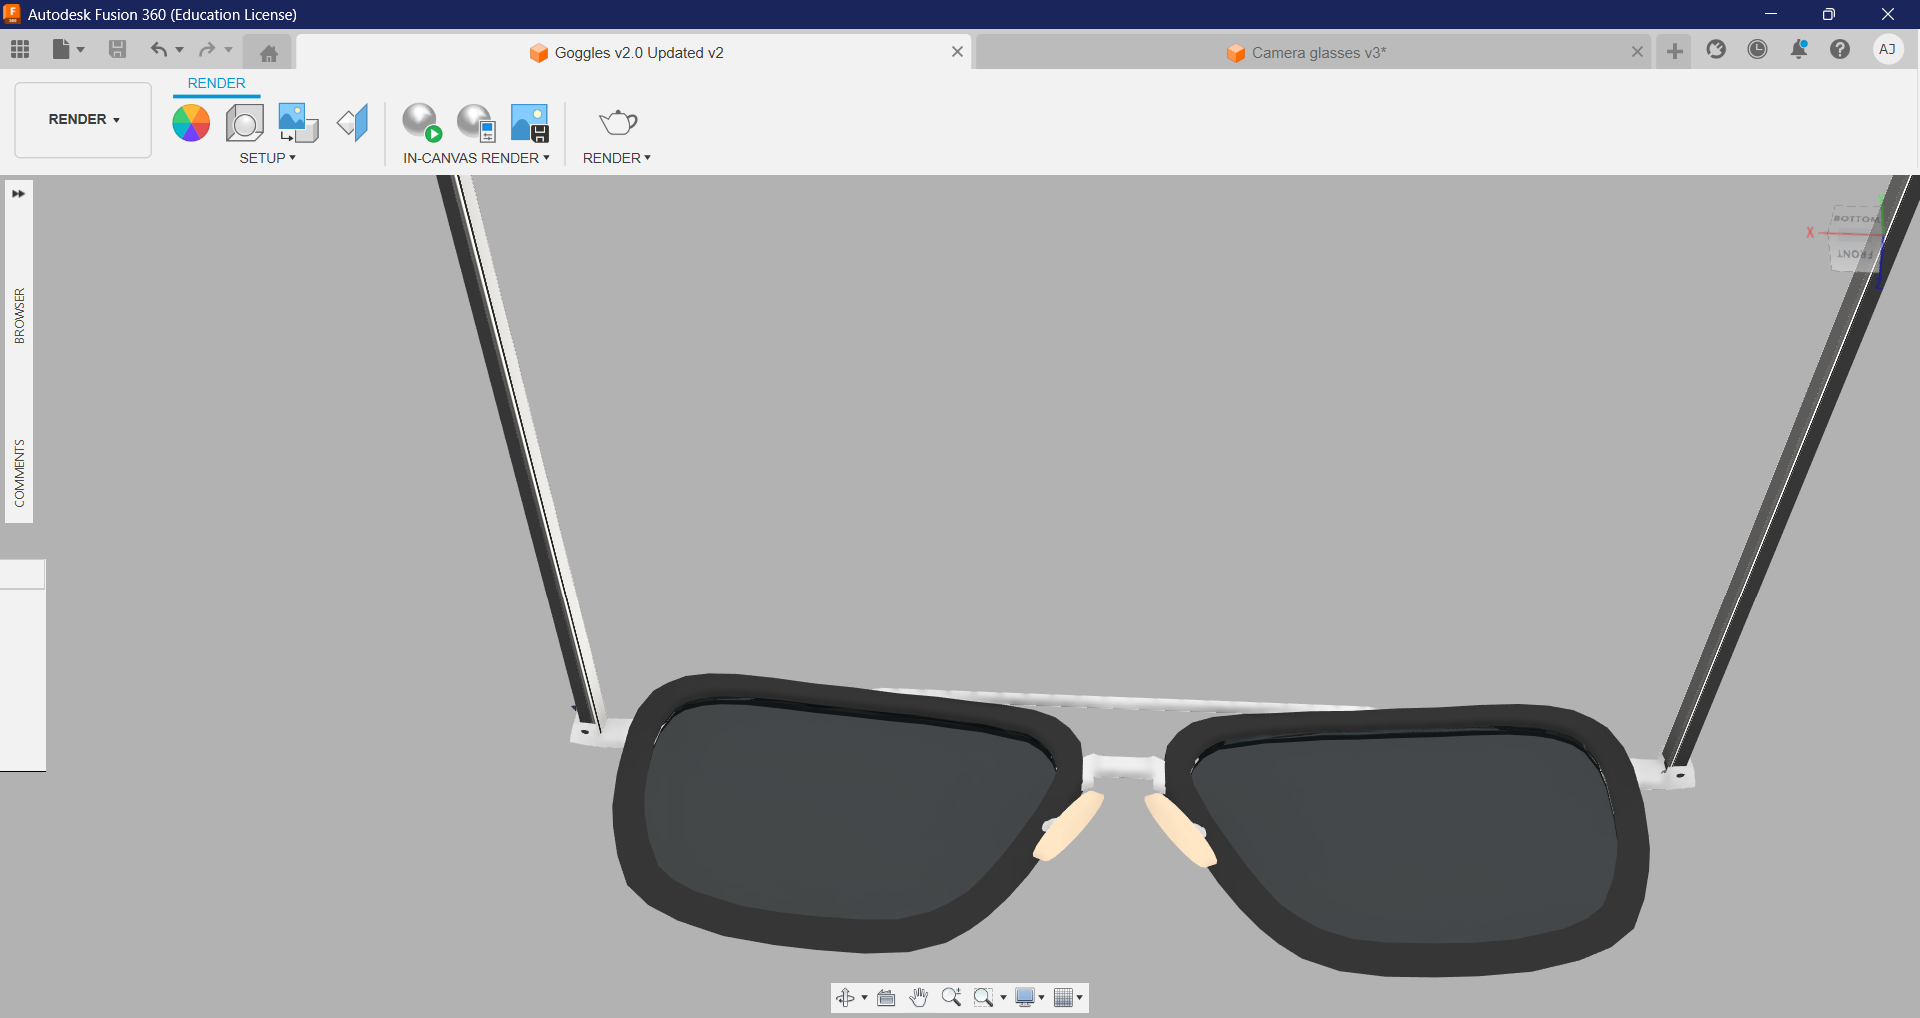 Autodesk Fusion 360 (Education License)
Goggles v2.0 Updated v2
Camera glasses v3*
AJ
RENDER
RENDER
SETUP
IN-CANVAS RENDER
RENDER
BROWSER
COMMENTS
BOTTOM
X
FRONT